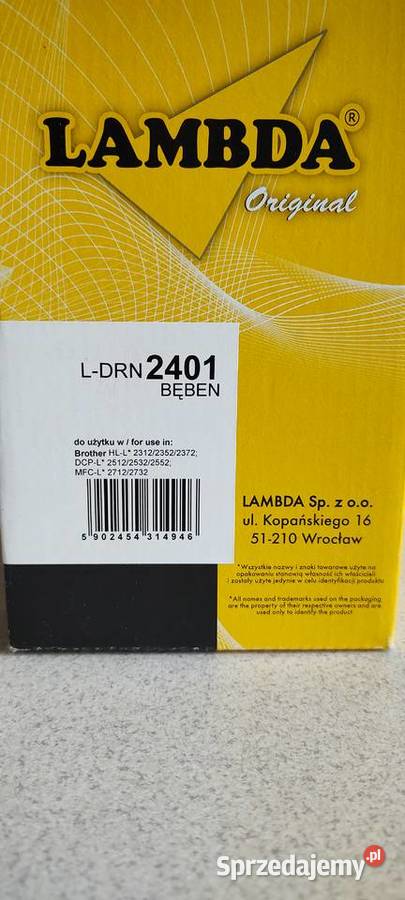 LAMBDA®
Original
L-DRN 2401
BĘBEN
do użytku w / for use in:
Brother HL-L* 2312/2352/2372;
DCP-L* 2512/2532/2552;
MFC-L* 2712/2732
5 902454 314946
LAMBDA Sp. z o.o.
ul. Kopańskiego 16
51-210 Wrocław
*Wszystkie nazwy i znaki towarowe użyte na
opakowaniu stanowią własność ich właścicieli
i zostały użyte jedynie w celu identyfikacji produktu
*All names and trademarks used on the packaging
are the property of their respective owners and are
used only to identify the product
Sprzedajemy.pl